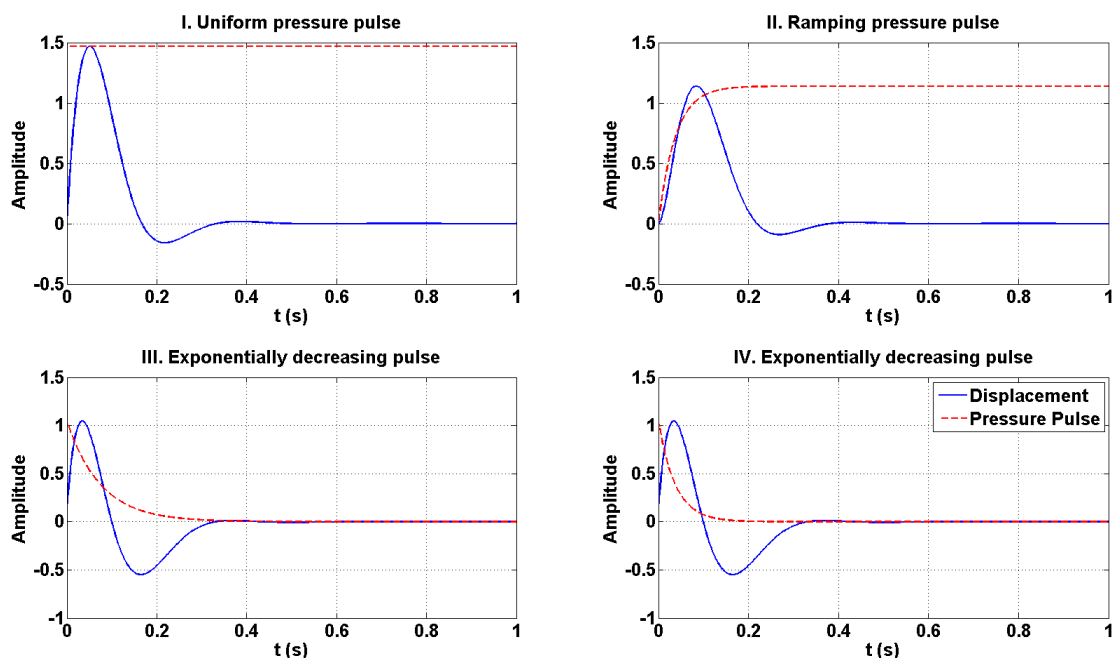 I. Uniform pressure pulse
1.5
1
0.5
0
-0.5
Amplitude
0 0.2 0.4 0.6 0.8 1
t (s)
II. Ramping pressure pulse
1.5
1
0.5
0
-0.5
Amplitude
0 0.2 0.4 0.6 0.8 1
t (s)
III. Exponentially decreasing pulse
1.5
1
0.5
0
-0.5
-1
Amplitude
0 0.2 0.4 0.6 0.8 1
t (s)
IV. Exponentially decreasing pulse
Displacement
Pressure Pulse
1.5
1
0.5
0
-0.5
-1
Amplitude
0 0.2 0.4 0.6 0.8 1
t (s)